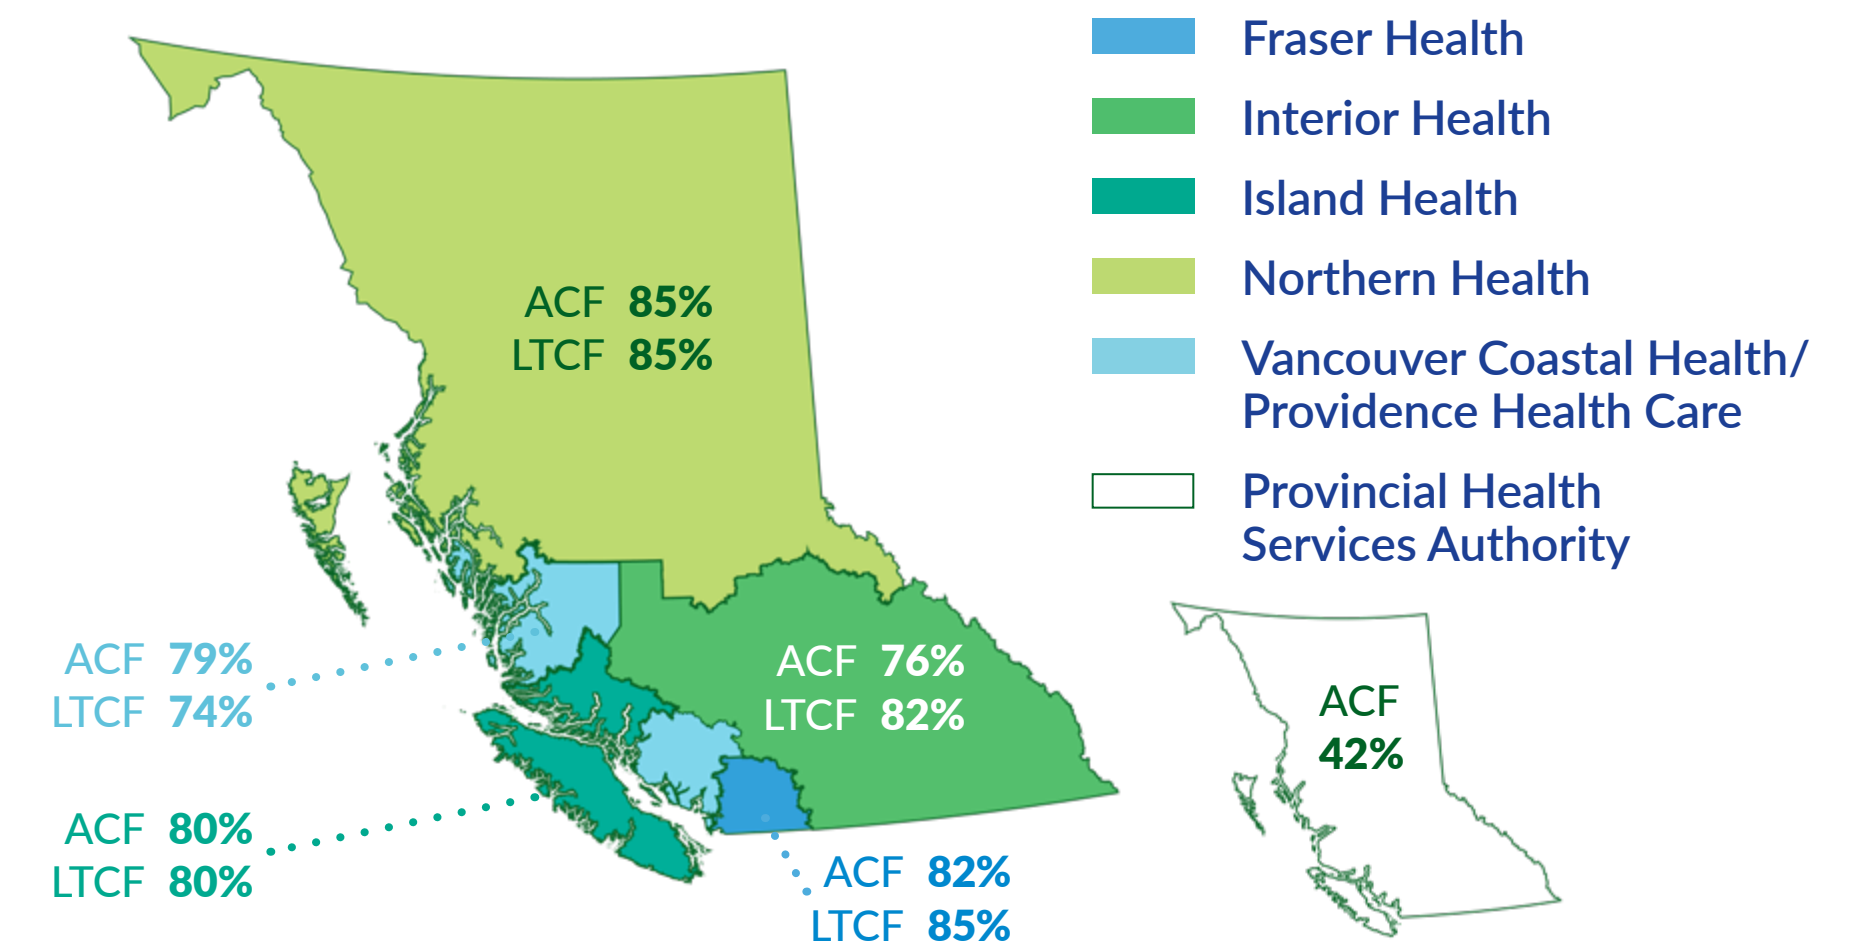 Fraser Health
Interior Health
Island Health
Northern Health
Vancouver Coastal Health/
Providence Health Care
Provincial Health
Services Authority
ACF 85%
LTCF 85%
ACF 76%
LTCF 82%
ACF 79%
LTCF 74%
ACF 80%
LTCF 80%
ACF 82%
LTCF 85%
ACF
42%